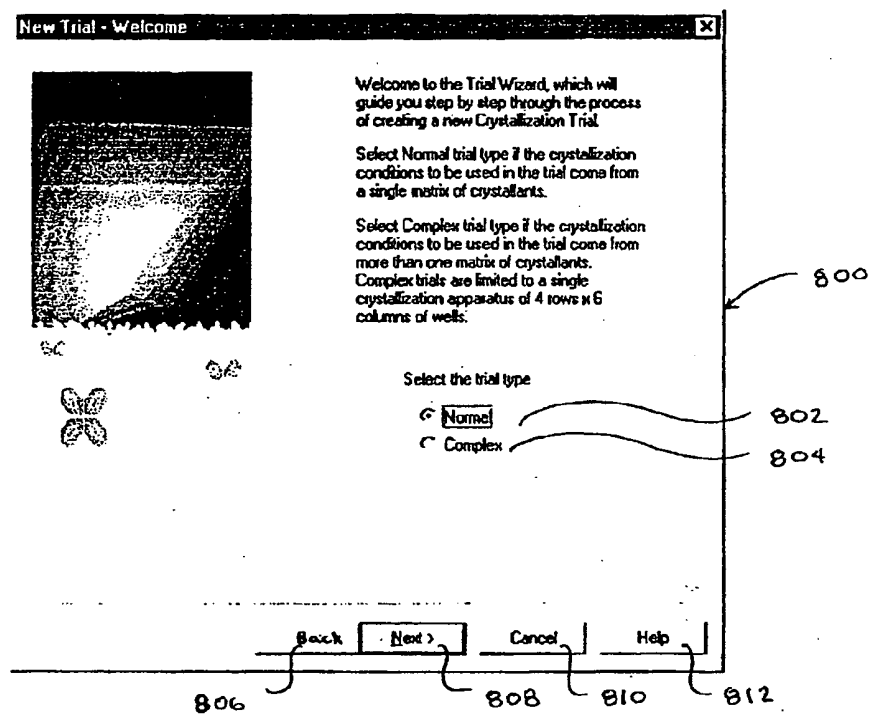 New Trial - Welcome
Welcome to the Trial Wizard, which will
guide you step by step through the process
of creating a new Crystallization Trial.
Select Normal trial type if the crystallization
conditions to be used in the trial come from
a single matrix of crystallants.
Select Complex trial type if the crystallization
conditions to be used in the trial come from
more than one matrix of crystallants.
Complex trials are limited to a single
crystallization apparatus of 4 rows x 6
columns of wells.
800
Select the trial type
Normal
802
Complex
804
Back
Next >
Cancel
Help
806
808
810
812